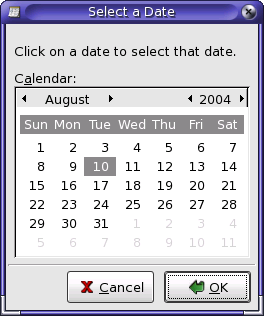 Select a Date
Click on a date to select that date.
Calendar:
August 2004
Sun Mon Tue Wed Thu Fri Sat
1 2 3 4 5 6 7
8 9 10 11 12 13 14
15 16 17 18 19 20 21
22 23 24 25 26 27 28
29 30 31 1 2 3 4
5 6 7 8 9 10 11
Cancel OK